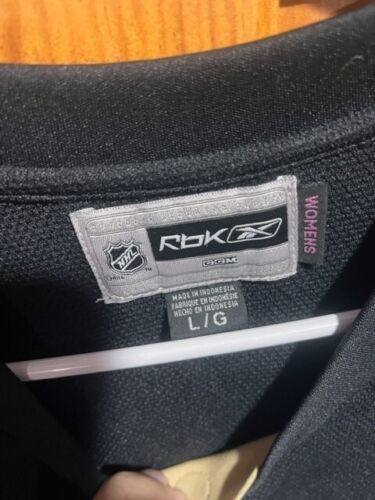 NHL
RbK
CCM
WOMENS
MADE IN INDONESIA
FABRIQUE EN INDONESIE
HECHO EN INDONESIA
L/G